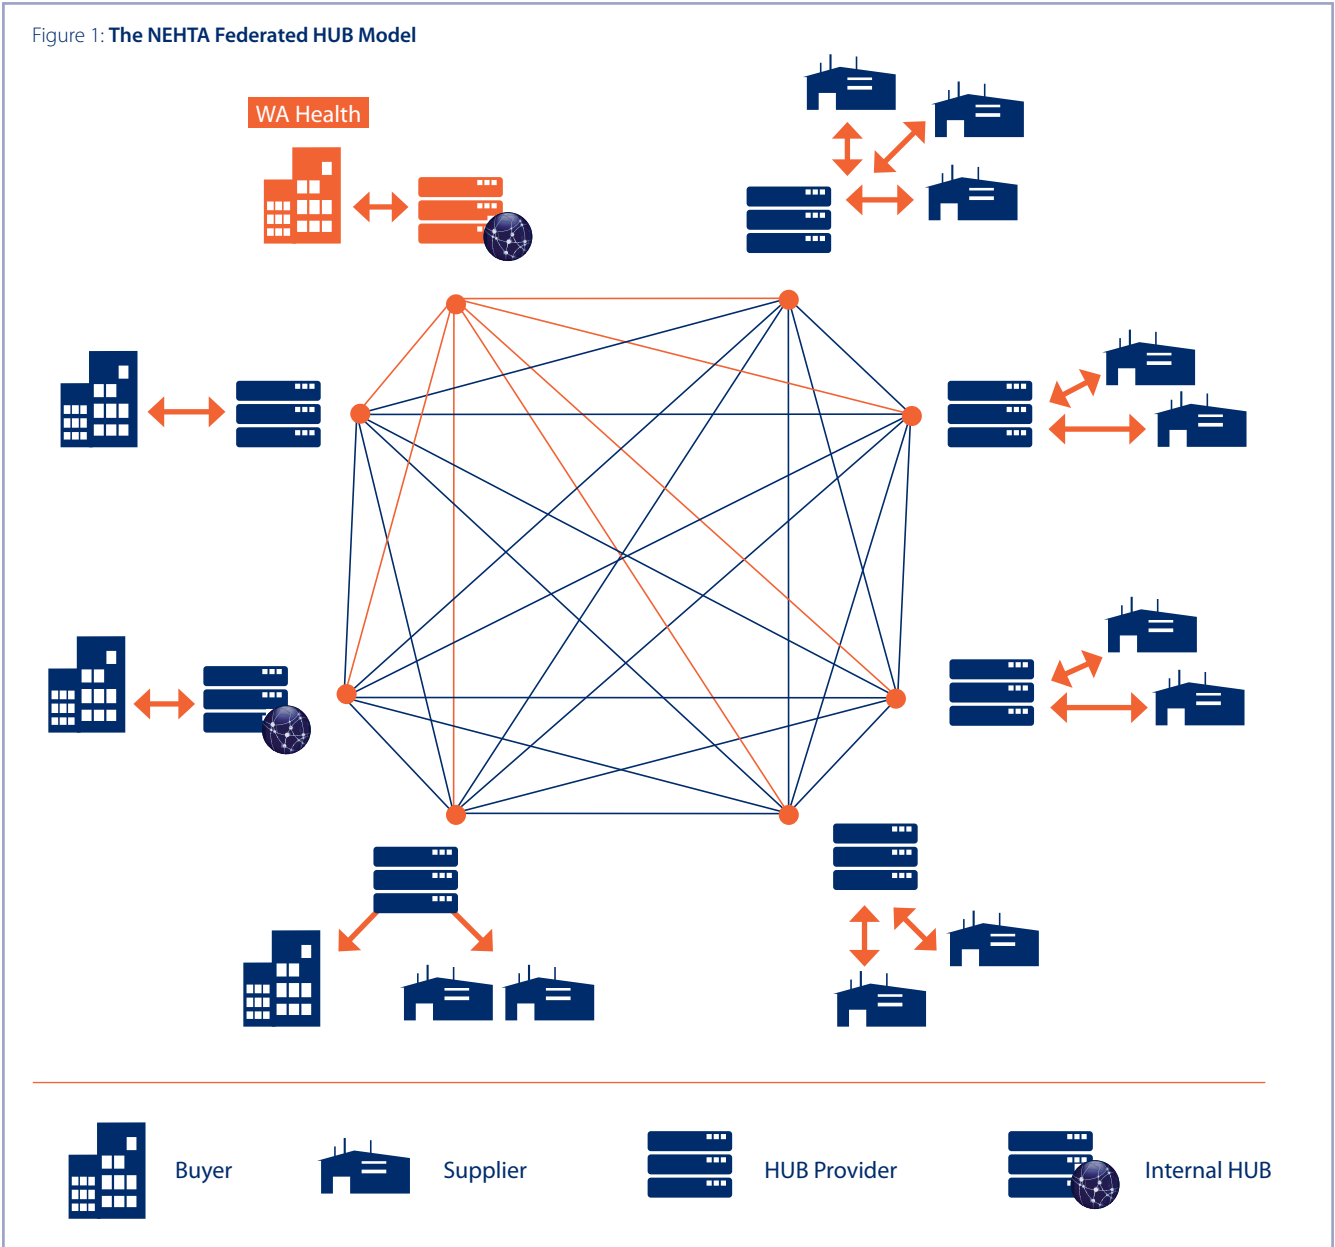 Figure 1: The NEHTA Federated HUB Model
WA Health
Buyer
Supplier
HUB Provider
Internal HUB